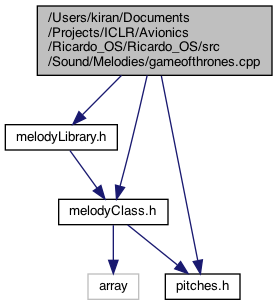 /Users/kiran/Documents
/Projects/ICLR/Avionics
/Ricardo_OS/Ricardo_OS/src
/Sound/Melodies/gameofthrones.cpp
melodyLibrary.h
melodyClass.h
array
pitches.h